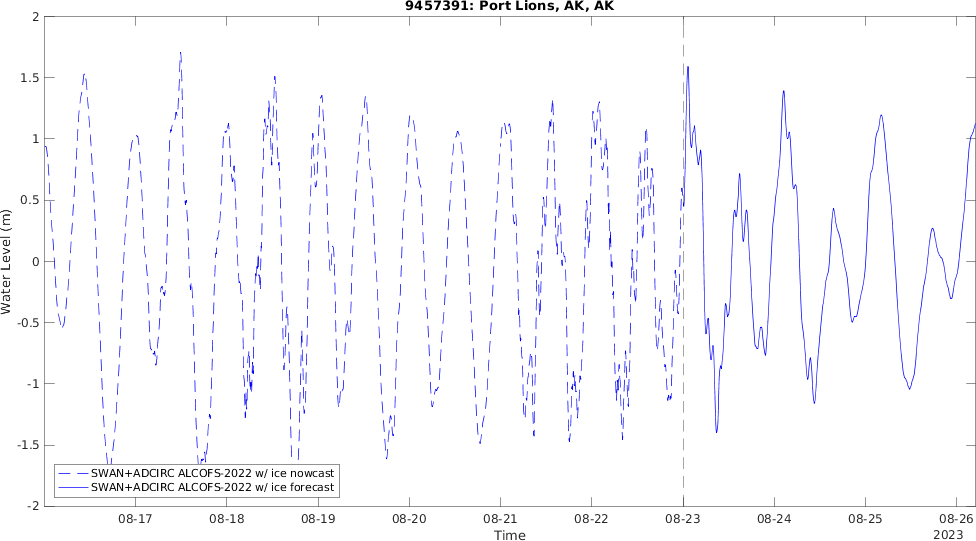 9457391: Port Lions, AK, AK
2
1.5
1
0.5
0
-0.5
-1
-1.5
-2
Water Level (m)
SWAN+ADCIRC ALCOFS-2022 w/ ice nowcast
SWAN+ADCIRC ALCOFS-2022 w/ ice forecast
08-17 08-18 08-19 08-20 08-21 08-22 08-23 08-24 08-25 08-26
Time
2023